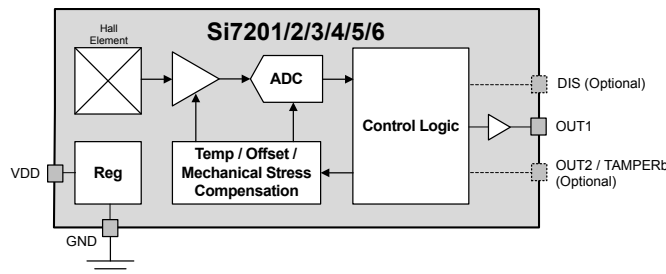 Hall
Element
Si7201/2/3/4/5/6
ADC
DIS (Optional)
Control Logic
OUT1
VDD
Reg
Temp / Offset /
Mechanical Stress
Compensation
OUT2 / TAMPERb
(Optional)
GND